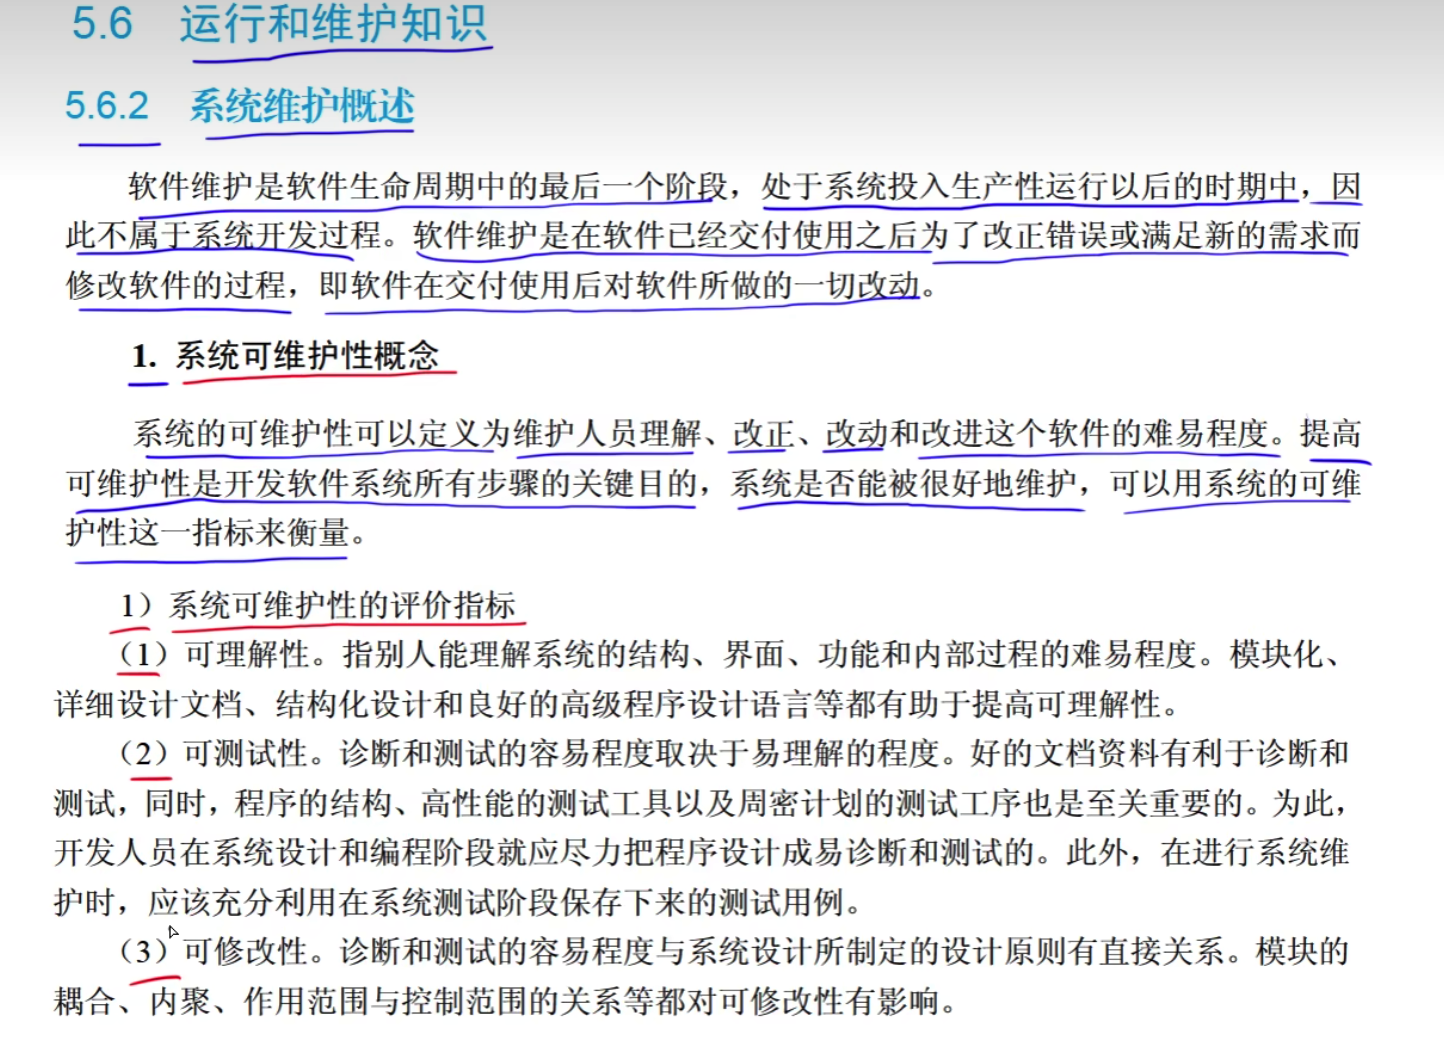 5.6 运行和维护知识
5.6.2 系统维护概述
软件维护是软件生命周期中的最后一个阶段，处于系统投入生产性运行以后的时期中，因
此不属于系统开发过程。软件维护是在软件已经交付使用之后为了改正错误或满足新的需求而
修改软件的过程，即软件在交付使用后对软件所做的一切改动。
1. 系统可维护性概念
系统的可维护性可以定义为维护人员理解、改正、改动和改进这个软件的难易程度。提高
可维护性是开发软件系统所有步骤的关键目的，系统是否能被很好地维护，可以用系统的可维
护性这一指标来衡量。
1）系统可维护性的评价指标
（1）可理解性。指别人能理解系统的结构、界面、功能和内部过程的难易程度。模块化、
详细设计文档、结构化设计和良好的高级程序设计语言等都有助于提高可理解性。
（2）可测试性。诊断和测试的容易程度取决于易理解的程度。好的文档资料有利于诊断和
测试，同时，程序的结构、高性能的测试工具以及周密计划的测试工序也是至关重要的。为此，
开发人员在系统设计和编程阶段就应尽力把程序设计成易诊断和测试的。此外，在进行系统维
护时，应该充分利用在系统测试阶段保存下来的测试用例。
（3）可修改性。诊断和测试的容易程度与系统设计所制定的设计原则有直接关系。模块的
耦合、内聚、作用范围与控制范围的关系等都对可修改性有影响。